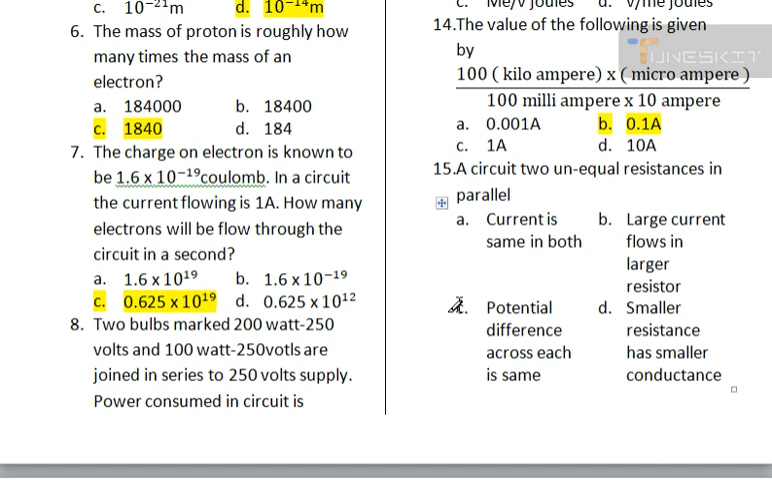 c. 10⁻²¹m d. 10⁻¹⁴m
6. The mass of proton is roughly how
many times the mass of an
electron?
a. 184000 b. 18400
c. 1840 d. 184
7. The charge on electron is known to
be 1.6 x 10⁻¹⁹coulomb. In a circuit
the current flowing is 1A. How many
electrons will be flow through the
circuit in a second?
a. 1.6 x 10¹⁹ b. 1.6 x 10⁻¹⁹
c. 0.625 x 10¹⁹ d. 0.625 x 10¹²
8. Two bulbs marked 200 watt-250
volts and 100 watt-250votls are
joined in series to 250 volts supply.
Power consumed in circuit is
c. Me/v joules d. v/me joules
14.The value of the following is given
by
TUNESKIT
100 ( kilo ampere) x ( micro ampere )
100 milli ampere x 10 ampere
a. 0.001A b. 0.1A
c. 1A d. 10A
15.A circuit two un-equal resistances in
parallel
a. Current is b. Large current
same in both flows in
larger
resistor
Potential d. Smaller
difference resistance
across each has smaller
is same conductance